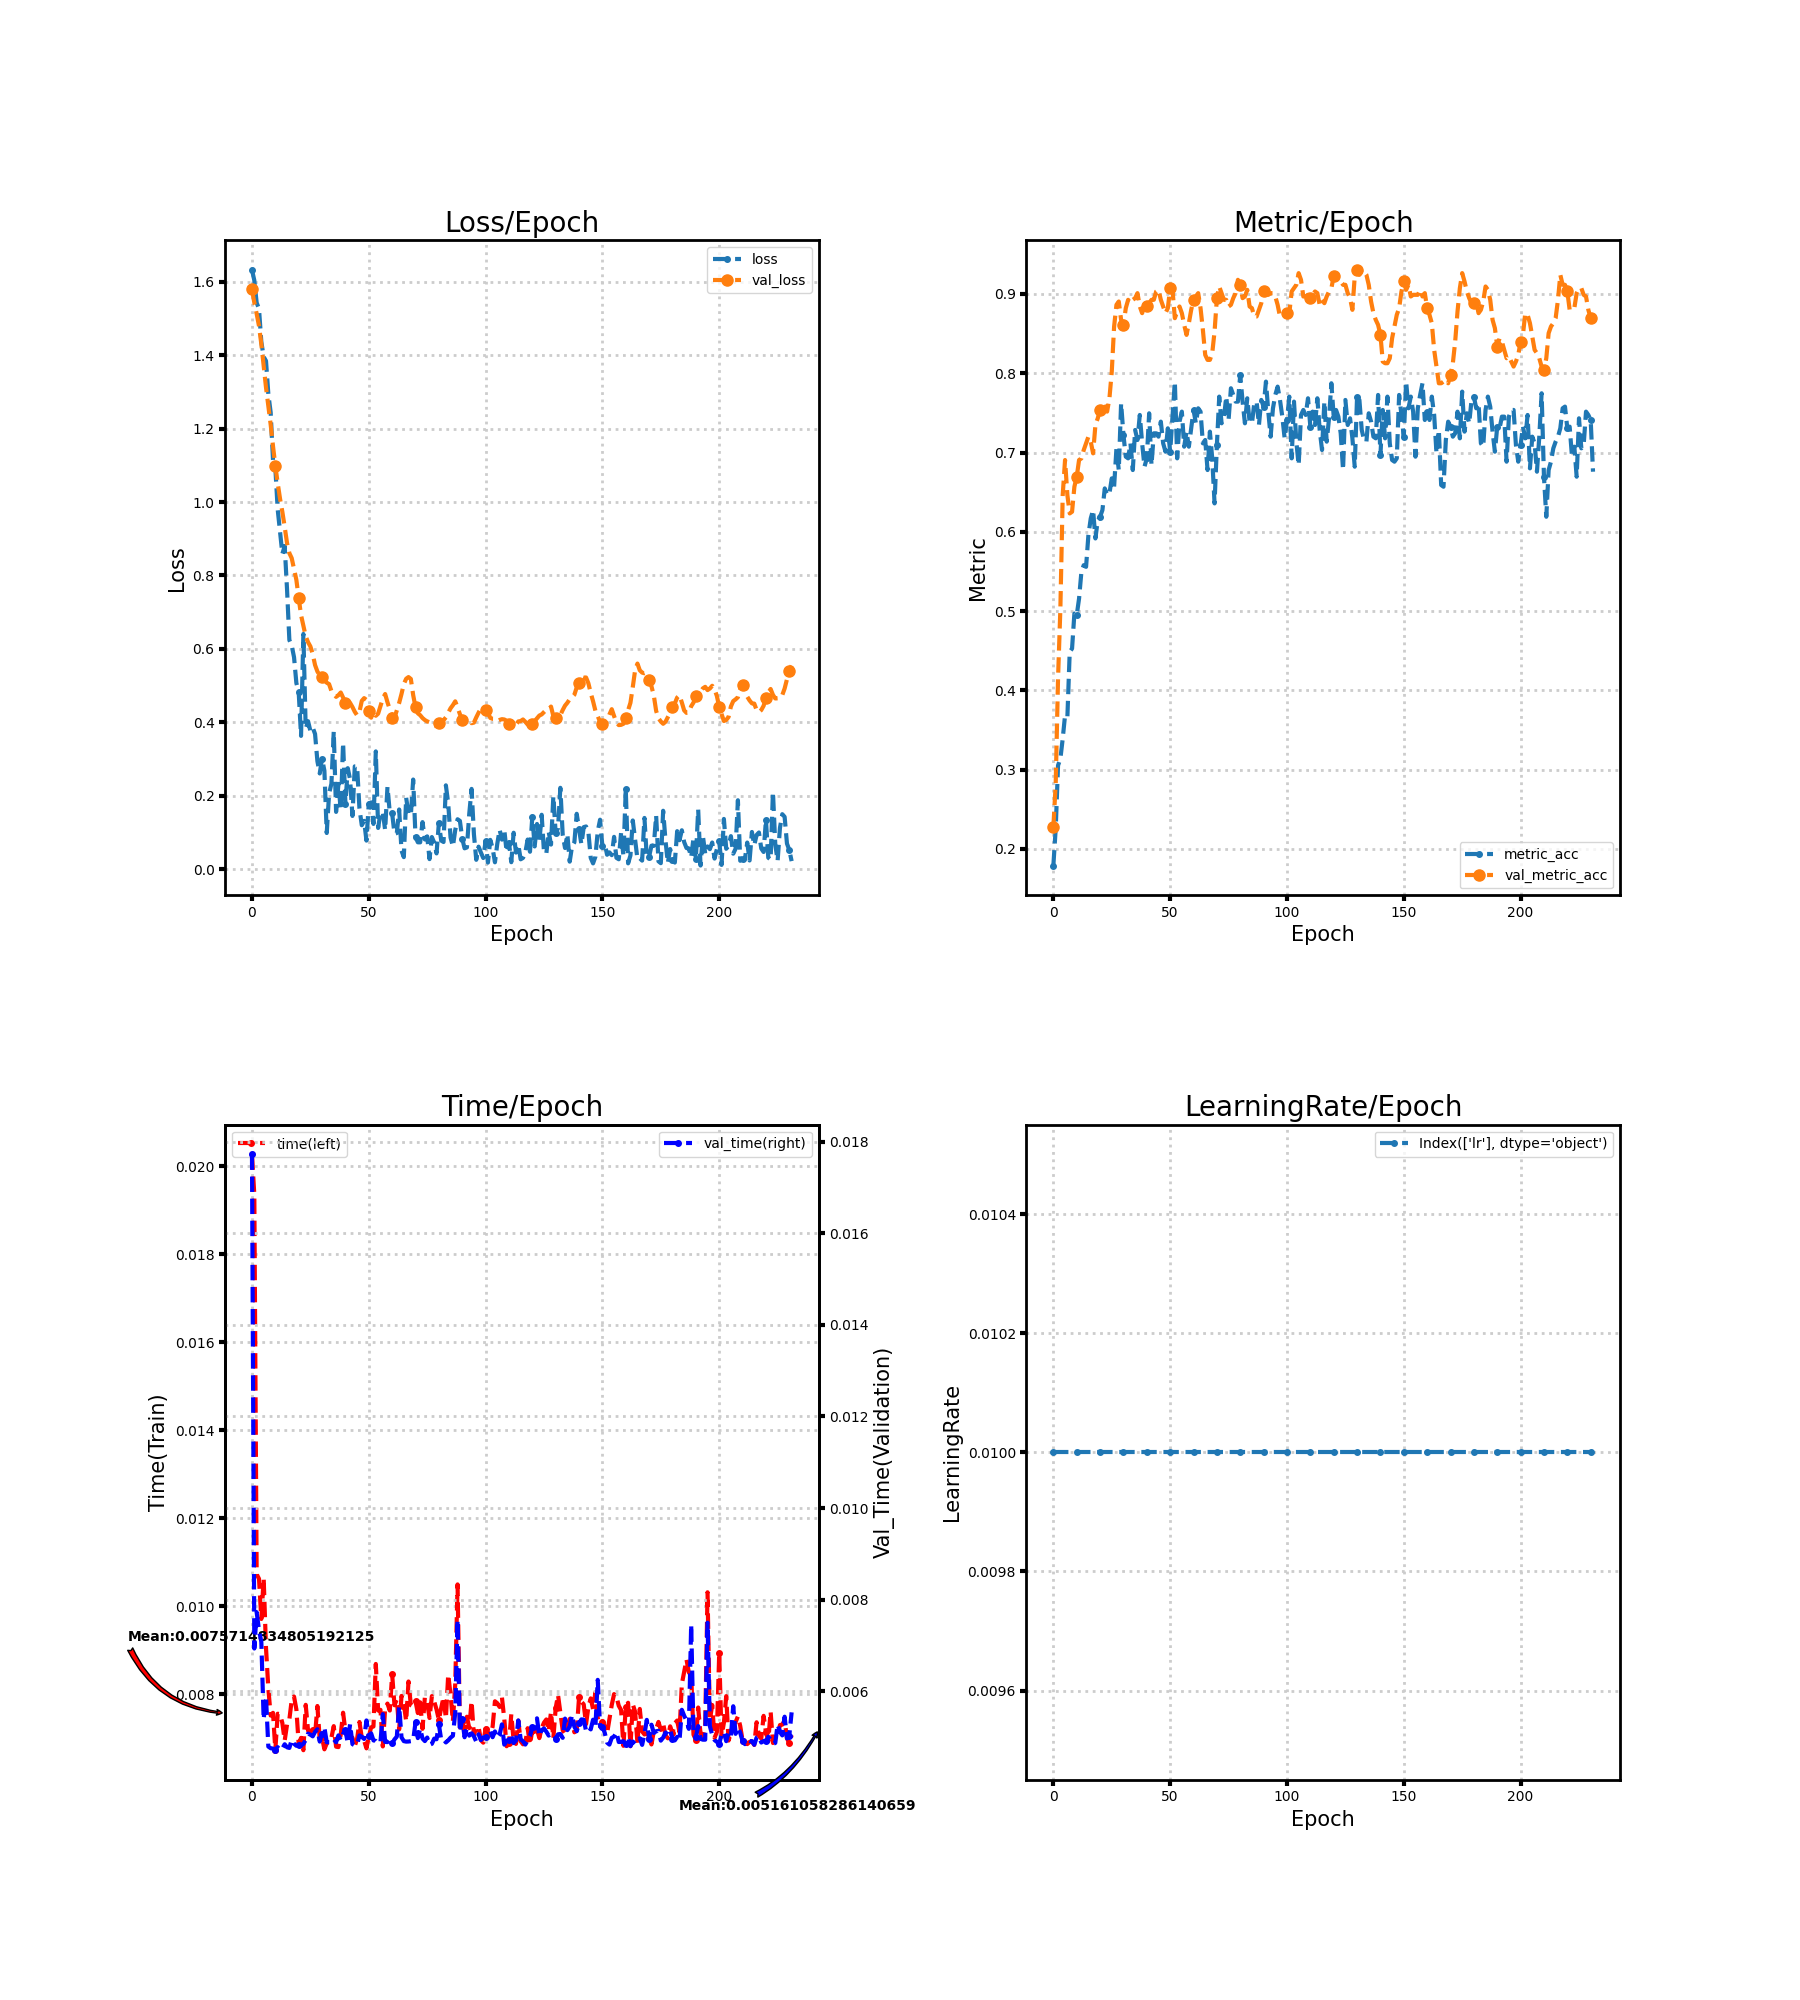 Loss/Epoch
loss
val_loss
1.6
1.4
1.2
1.0
0.8
0.6
0.4
0.2
0.0
Loss
0
50
100
150
200
Epoch
Metric/Epoch
0.9
0.8
0.7
0.6
0.5
0.4
0.3
0.2
Metric
metric_acc
val_metric_acc
0
50
100
150
200
Epoch
Time/Epoch
time(left)
val_time(right)
0.020
0.018
0.016
0.014
0.012
0.010
0.008
Time(Train)
0.018
0.016
0.014
0.012
0.010
0.008
0.006
Val_Time(Validation)
0
50
100
150
200
Mean:0.005161058286140659
Epoch
LearningRate/Epoch
Index(['lr'], dtype='object')
0.0104
0.0102
0.0100
0.0098
0.0096
LearningRate
0
50
100
150
200
Epoch